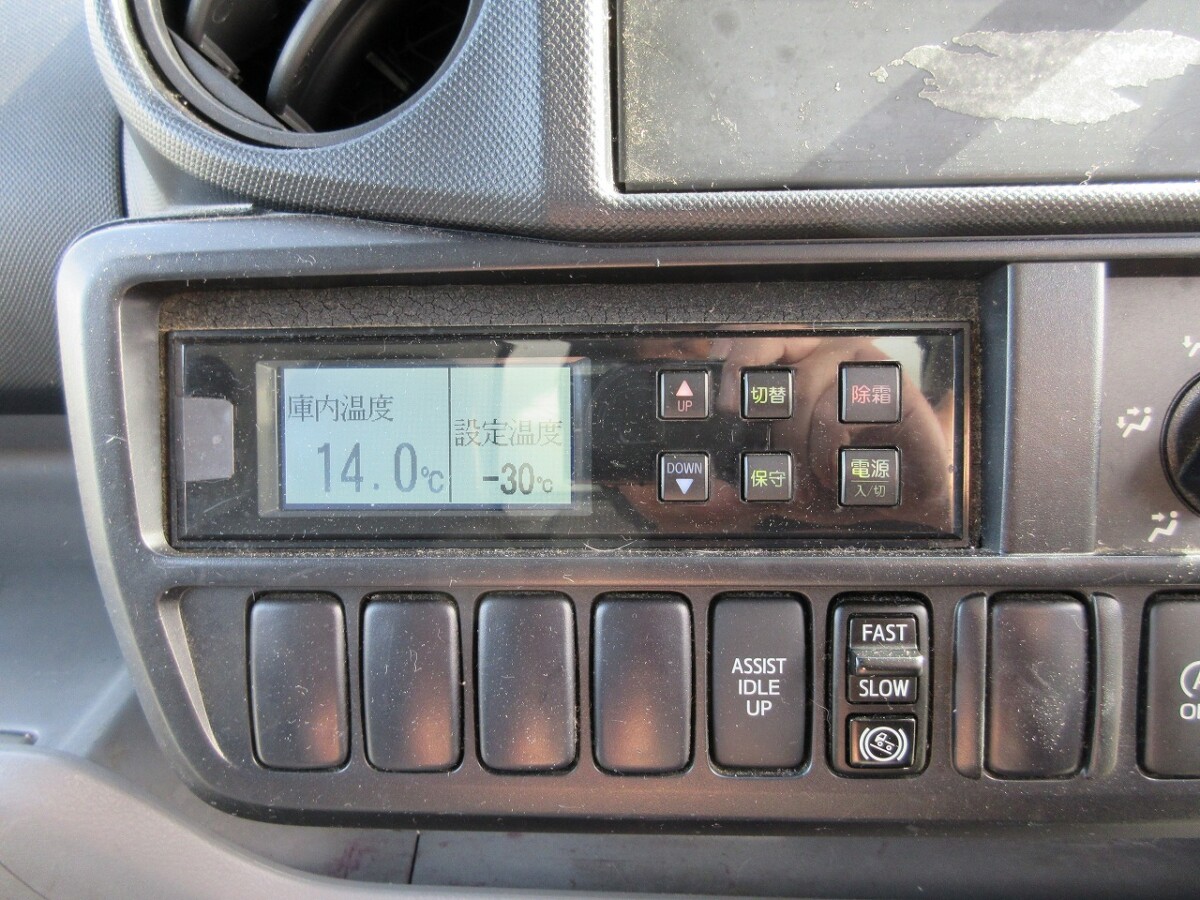 庫内温度
14.0℃
設定温度
-30℃
UP
切替
除霜
DOWN
保守
電源
入/切
ASSIST
IDLE
UP
FAST
SLOW